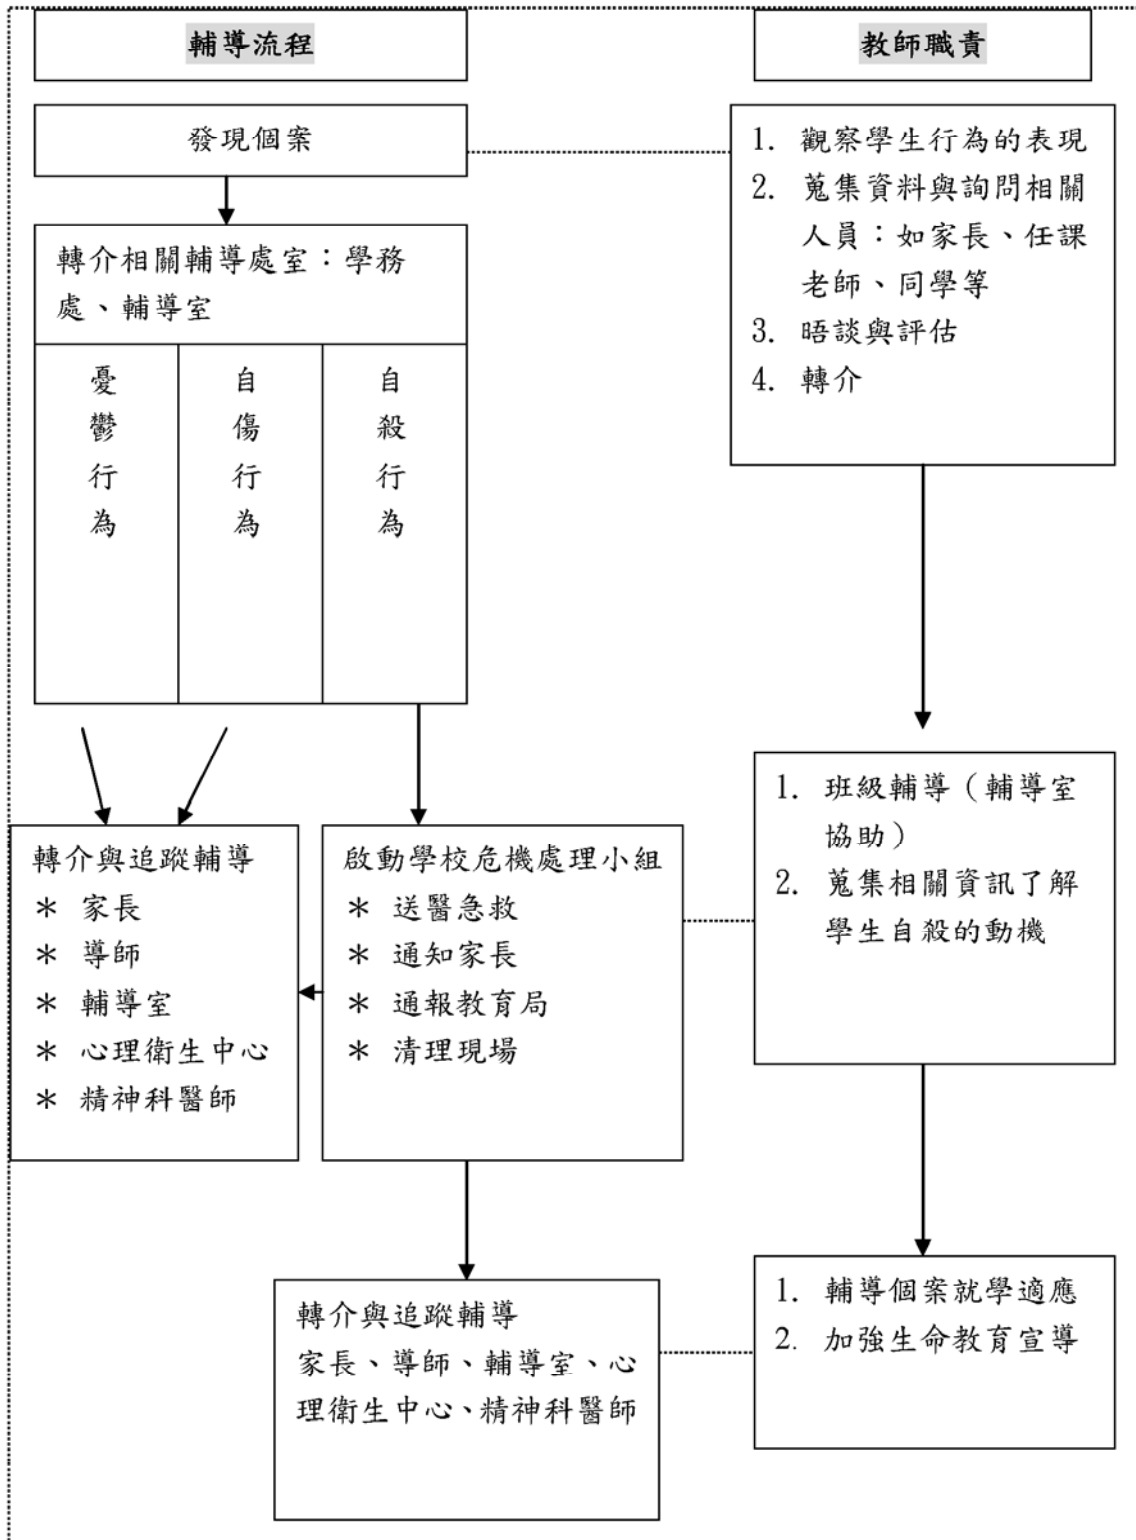 輔導流程
教師職責
發現個案
1. 觀察學生行為的表現
2. 蒐集資料與詢問相關
人員：如家長、任課
老師、同學等
3. 晤談與評估
4. 轉介
轉介相關輔導處室：學務
處、輔導室
憂鬱行為
自傷行為
自殺行為
1. 班級輔導（輔導室
協助）
2. 蒐集相關資訊了解
學生自殺的動機
轉介與追蹤輔導
＊ 家長
＊ 導師
＊ 輔導室
＊ 心理衛生中心
＊ 精神科醫師
啟動學校危機處理小組
＊ 送醫急救
＊ 通知家長
＊ 通報教育局
＊ 清理現場
轉介與追蹤輔導
家長、導師、輔導室、心
理衛生中心、精神科醫師
1. 輔導個案就學適應
2. 加強生命教育宣導